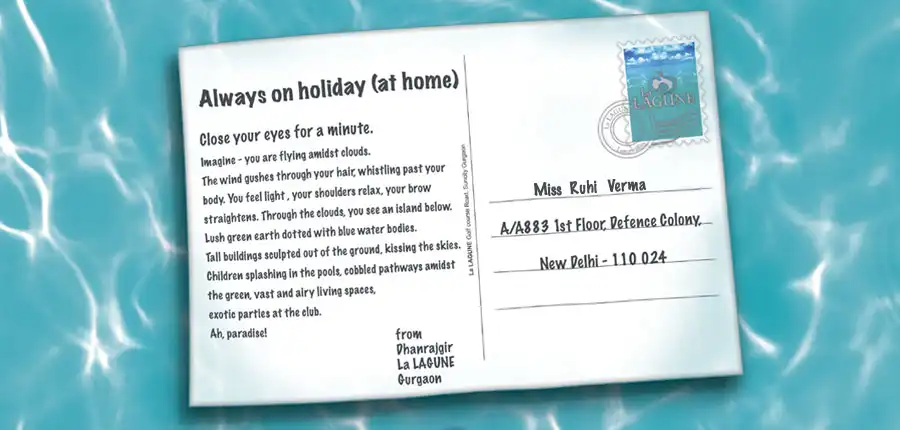 Always on holiday (at home)
Close your eyes for a minute.
Imagine - you are flying amidst clouds.
The wind gushes through your hair, whistling past your
body. You feel light , your shoulders relax, your brow
straightens. Through the clouds, you see an island below.
Lush green earth dotted with blue water bodies.
Tall buildings sculpted out of the ground, kissing the skies.
Children splashing in the pools, cobbled pathways amidst
the green, vast and airy living spaces,
exotic parties at the club.
Ah, paradise!
from
Dhanrajgir
La LAGUNE
Gurgaon
La LAGUNE Golf course Road, Suncity Gurgaon
La
LAGUNE
Miss Ruhi Verma
A/A883 1st Floor, Defence Colony,
New Delhi - 110 024